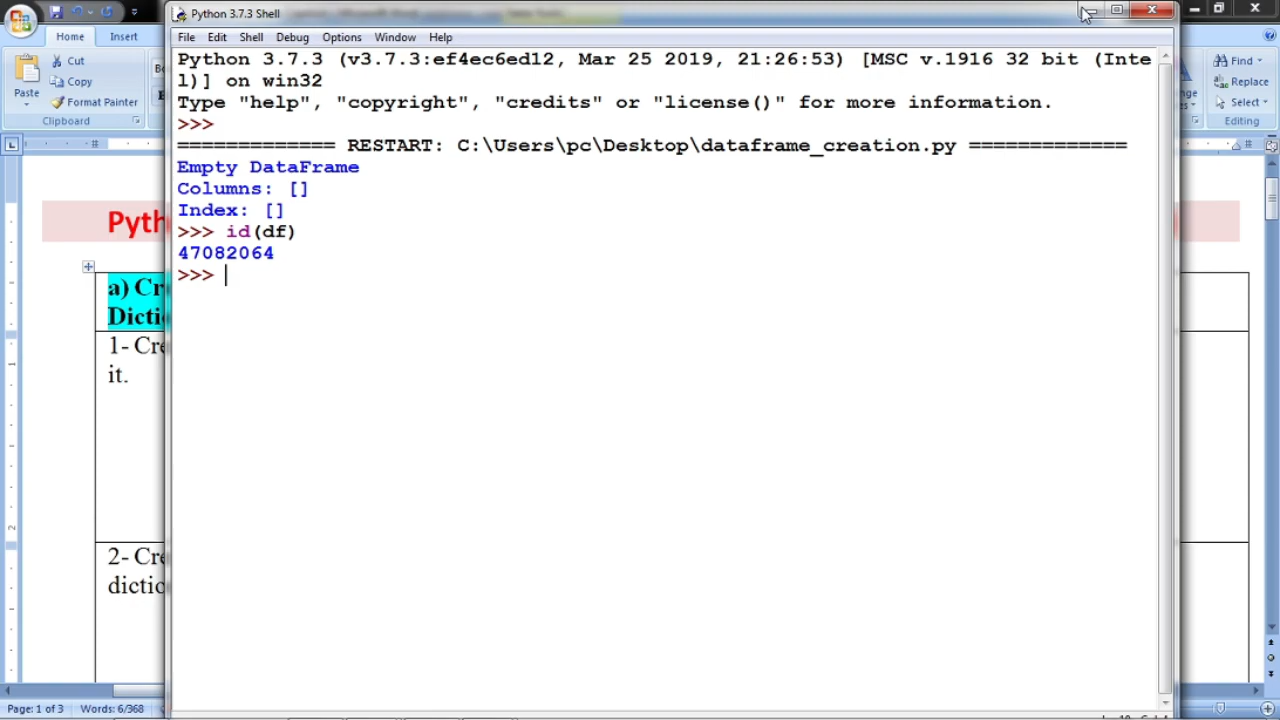 Python 3.7.3 Shell
File Edit Shell Debug Options Window Help
Python 3.7.3 (v3.7.3:ef4ec6ed12, Mar 25 2019, 21:26:53) [MSC v.1916 32 bit (Inte
l)] on win32
Type "help", "copyright", "credits" or "license()" for more information.
>>>
============= RESTART: C:\Users\pc\Desktop\dataframe_creation.py =============
Empty DataFrame
Columns: []
Index: []
>>> id(df)
47082064
>>>
Home Insert
Paste
Cut
Copy
Format Painter
Clipboard
Find
Replace
Select
Editing
Pyth
a) Cr
Dictio
1- Cre
it.
2- Cre
dictio
Page: 1 of 3 Words: 6/368